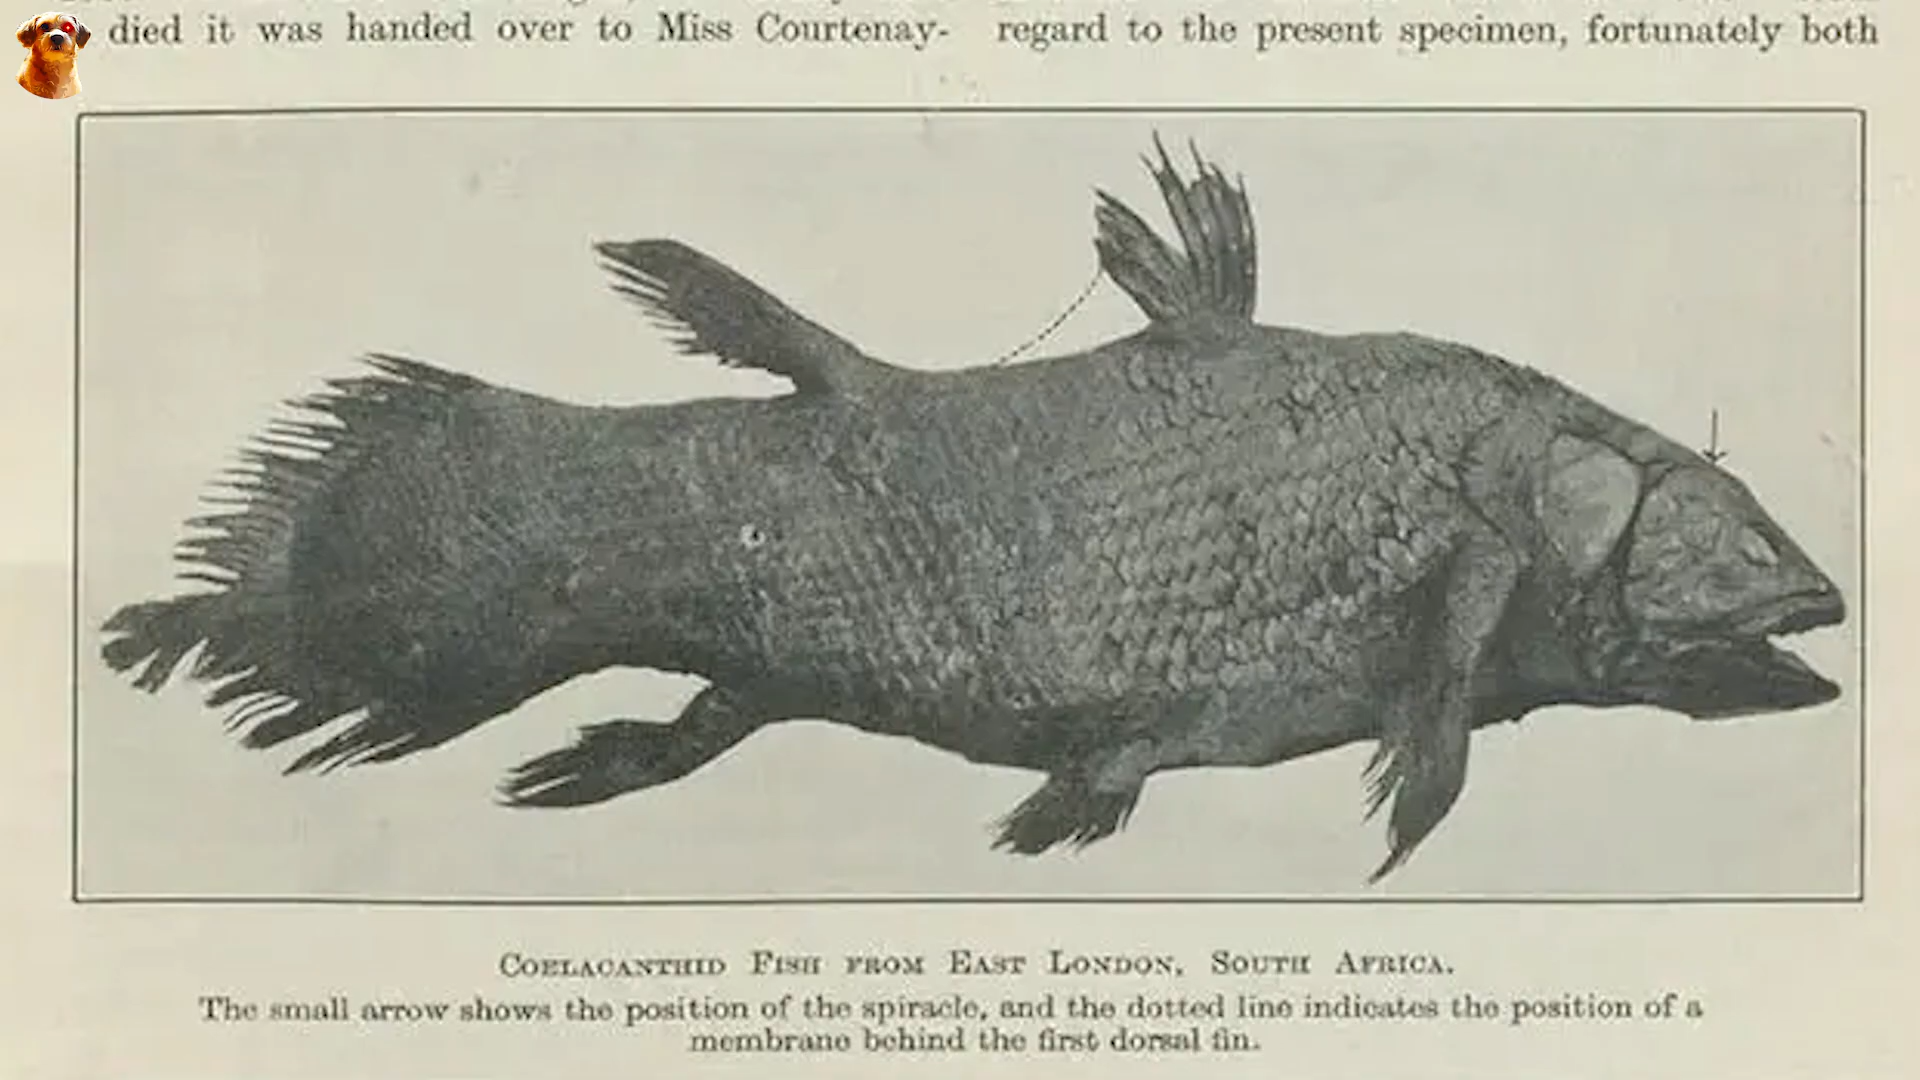 died it was handed over to Miss Courtenay-
regard to the present specimen, fortunately both
COELACANTHID FISH FROM EAST LONDON, SOUTH AFRICA.
The small arrow shows the position of the spiracle, and the dotted line indicates the position of a
membrane behind the first dorsal fin.